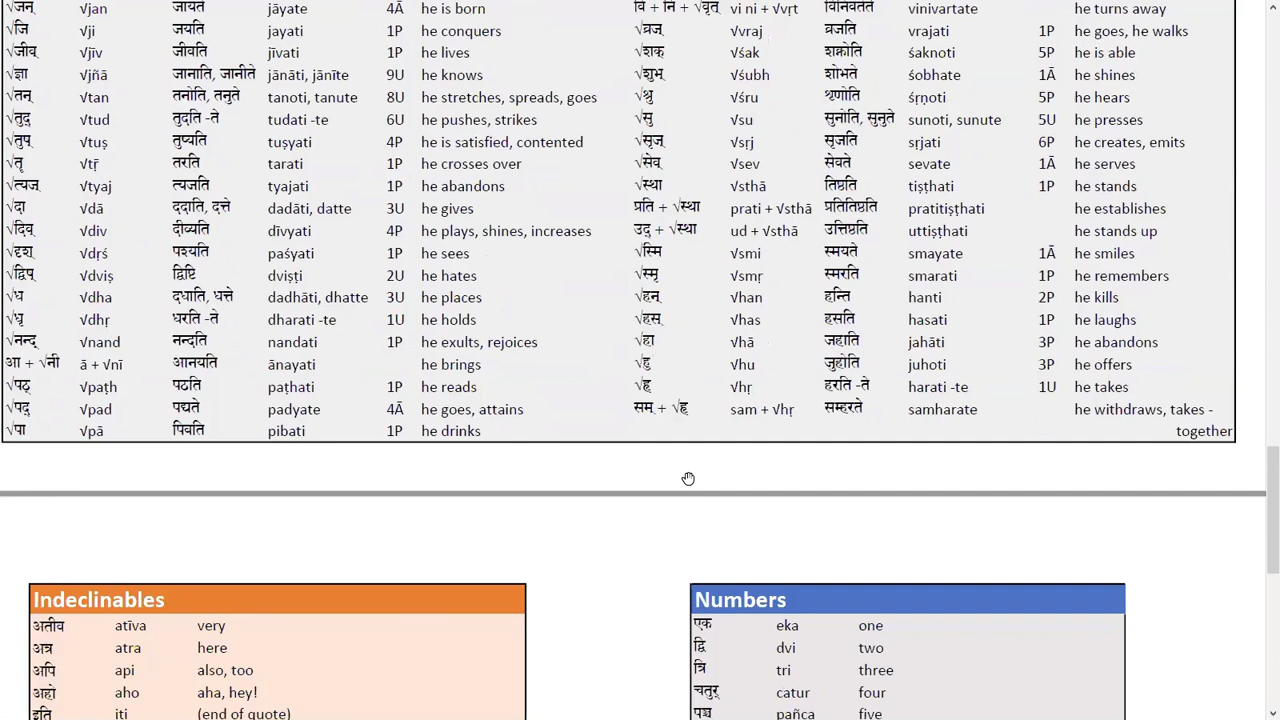 √जन् √jan जायते jāyate 4Ā he is born वि + नि + √वृत् vi ni + √vṛt विनिवर्तते vinivartate he turns away
√जि √ji जयति jayati 1P he conquers √व्रज् √vraj व्रजति vrajati 1P he goes, he walks
√जीव् √jīv जीवति jīvati 1P he lives √शक् √śak शक्नोति śaknoti 5P he is able
√ज्ञा √jñā जानाति, जानीते jānāti, jānīte 9U he knows √शुभ् √śubh शोभते śobhate 1Ā he shines
√तन् √tan तनोति, तनुते tanoti, tanute 8U he stretches, spreads, goes √श्रु √śru शृणोति śṛṇoti 5P he hears
√तुद् √tud तुदति -ते tudati -te 6U he pushes, strikes √सु √su सुनोति, सुनुते sunoti, sunute 5U he presses
√तुष् √tuṣ तुष्यति tuṣyati 4P he is satisfied, contented √सृज् √sṛj सृजति sṛjati 6P he creates, emits
√तॄ √tṝ तरति tarati 1P he crosses over √सेव् √sev सेवते sevate 1Ā he serves
√त्यज् √tyaj त्यजति tyajati 1P he abandons √स्था √sthā तिष्ठति tiṣṭhati 1P he stands
√दा √dā ददाति, दत्ते dadāti, datte 3U he gives प्रति + √स्था prati + √sthā प्रतितिष्ठति pratitiṣṭhati he establishes
√दिव् √div दीव्यति dīvyati 4P he plays, shines, increases उद् + √स्था ud + √sthā उत्तिष्ठति uttiṣṭhati he stands up
√दृश् √dṛś पश्यति paśyati 1P he sees √स्मि √smi स्मयते smayate 1Ā he smiles
√द्विष् √dviṣ द्विष्टि dviṣṭi 2U he hates √स्मृ √smṛ स्मरति smarati 1P he remembers
√ध √dha दधाति, धत्ते dadhāti, dhatte 3U he places √हन् √han हन्ति hanti 2P he kills
√धृ √dhṛ धरति -ते dharati -te 1U he holds √हस् √has हसति hasati 1P he laughs
√नन्द् √nand नन्दति nandati 1P he exults, rejoices √हा √hā जहाति jahāti 3P he abandons
आ + √नी ā + √nī आनयति ānayati he brings √हु √hu जुहोति juhoti 3P he offers
√पठ् √paṭh पठति paṭhati 1P he reads √हृ √hṛ हरति -ते harati -te 1U he takes
√पद् √pad पद्यते padyate 4Ā he goes, attains सम् + √हृ sam + √hṛ सम्हरते samharate he withdraws, takes -
√पा √pā पिबति pibati 1P he drinks together
Indeclinables Numbers
अतीव atīva very एक eka one
अत्र atra here द्वि dvi two
अपि api also, too त्रि tri three
अहो aho aha, hey! चतुर् catur four
इति iti (end of quote) पञ्च pañca five